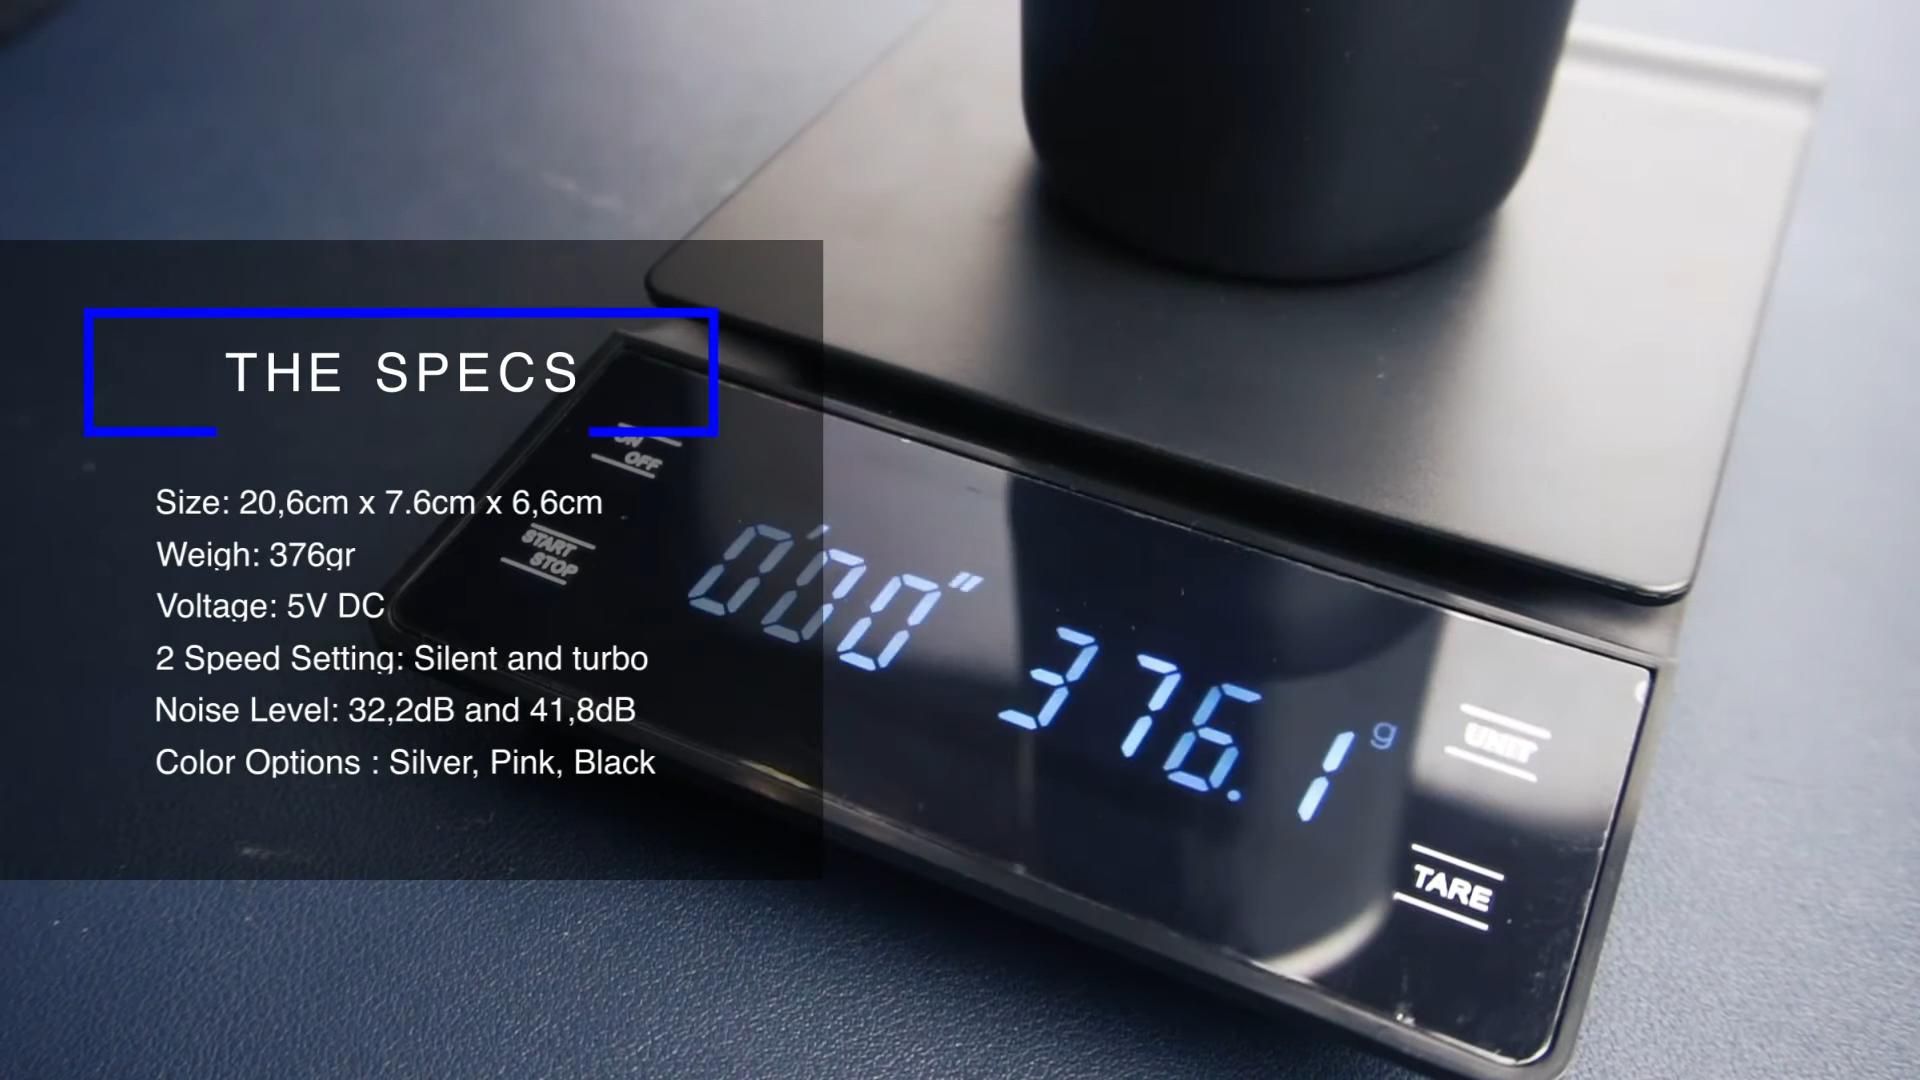 THE SPECS
Size: 20,6cm x 7.6cm x 6,6cm
Weigh: 376gr
Voltage: 5V DC
2 Speed Setting: Silent and turbo
Noise Level: 32,2dB and 41,8dB
Color Options : Silver, Pink, Black
ON
OFF
START
STOP
0'00"
376.1g
UNIT
TARE